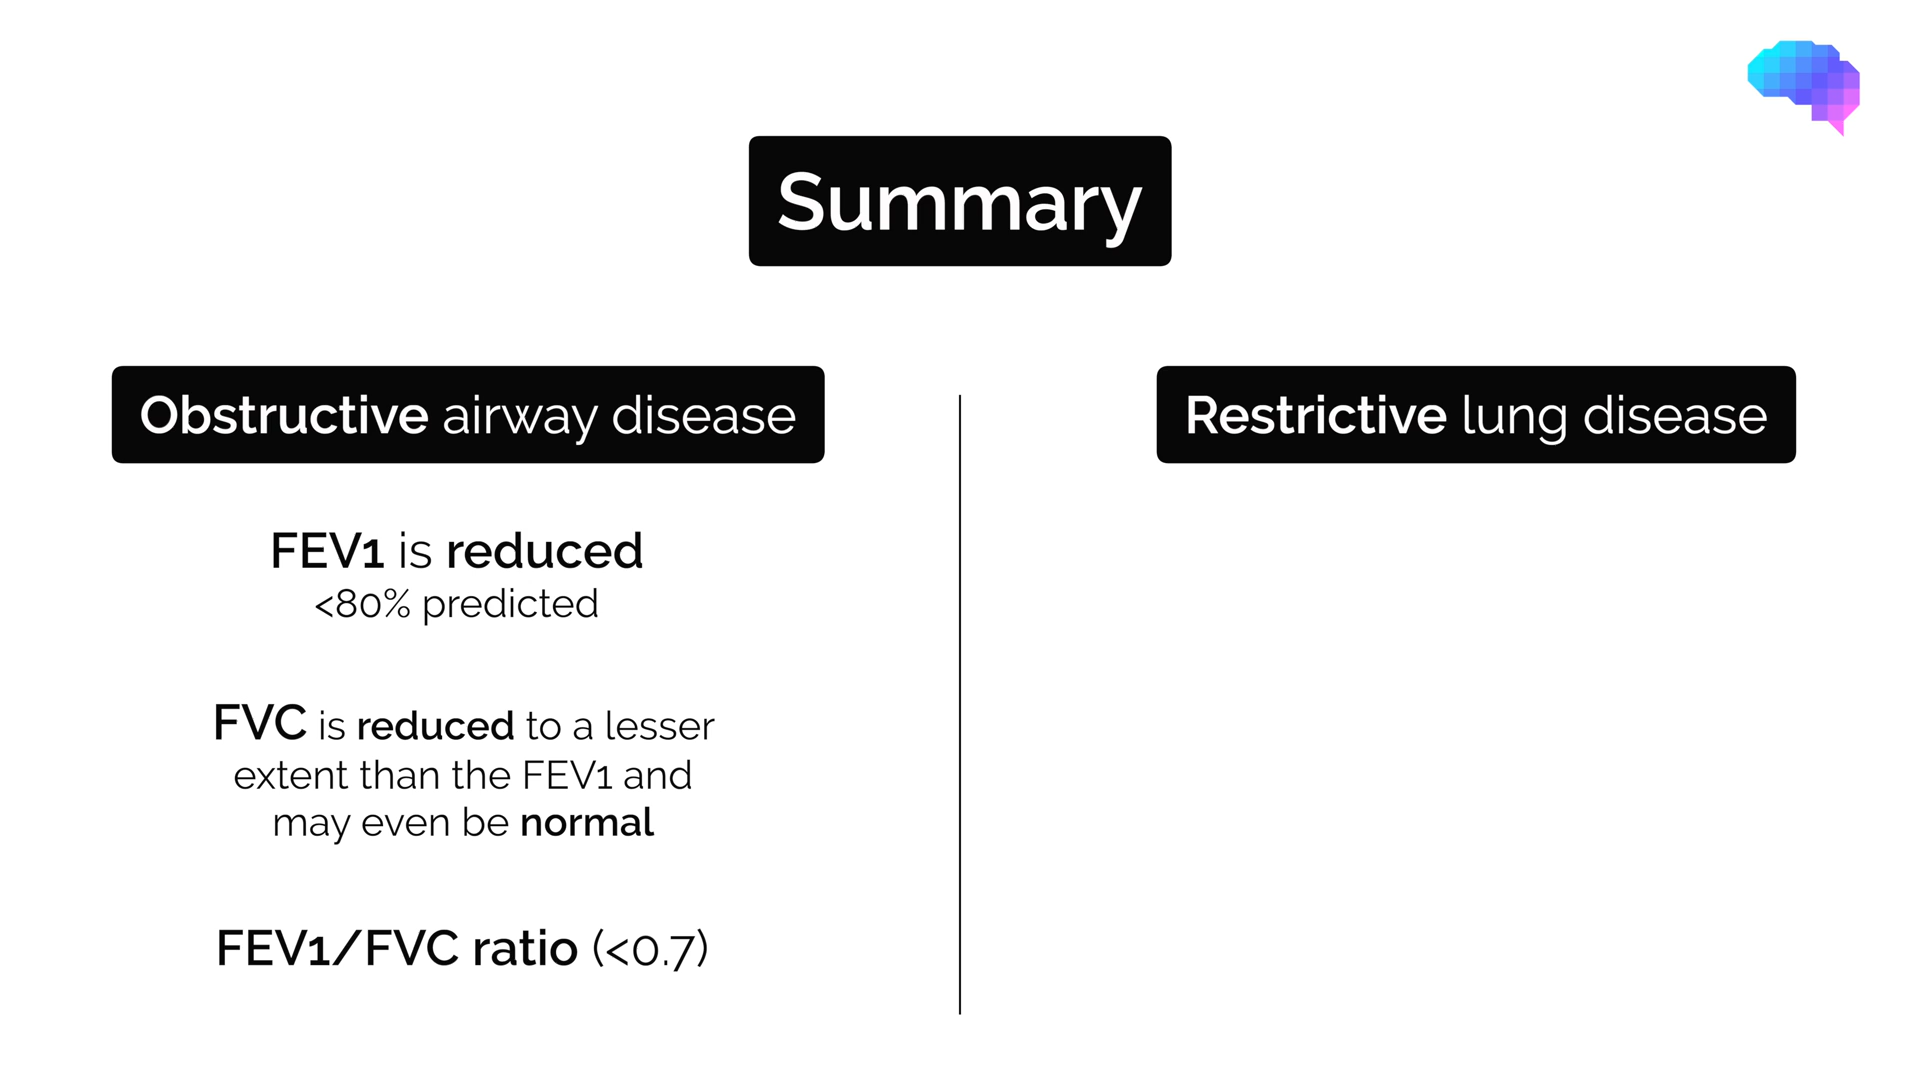 Summary
Obstructive airway disease
FEV1 is reduced
<80% predicted
FVC is reduced to a lesser
extent than the FEV1 and
may even be normal
FEV1/FVC ratio (<0.7)
Restrictive lung disease